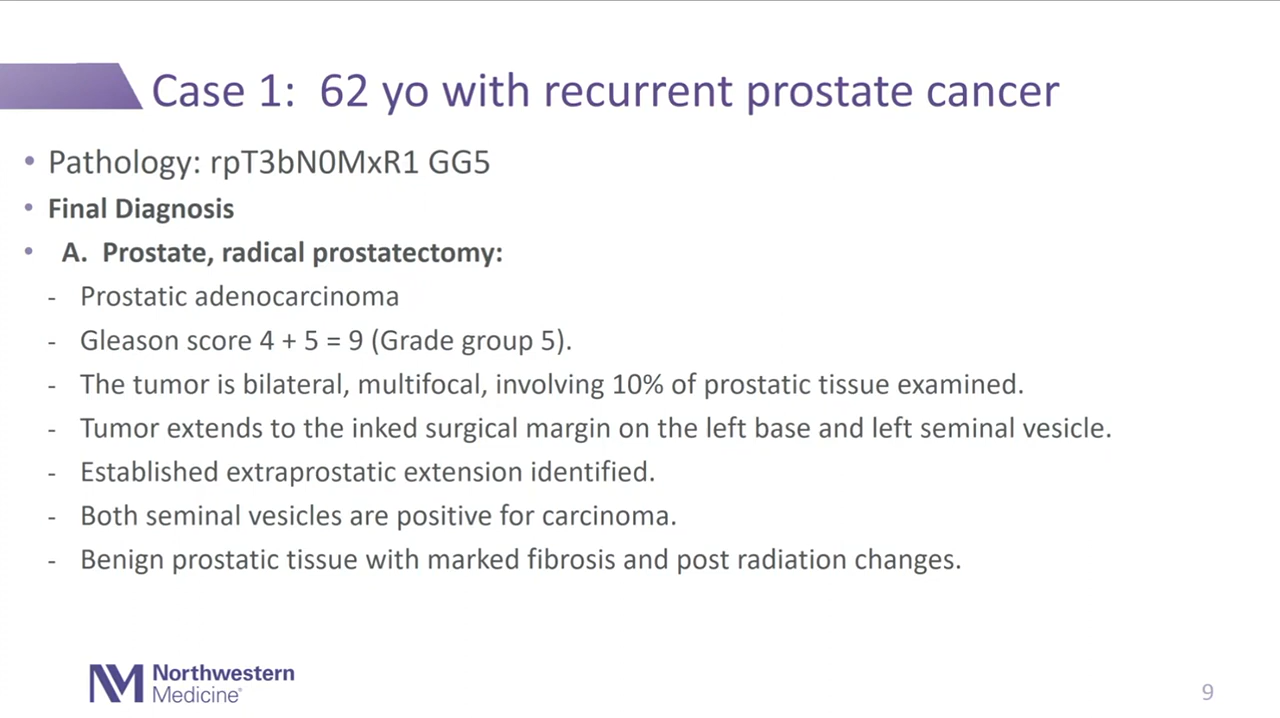 Case 1:  62 yo with recurrent prostate cancer
• Pathology: rpT3bN0MxR1 GG5
• Final Diagnosis
• A.  Prostate, radical prostatectomy:
- Prostatic adenocarcinoma
- Gleason score 4 + 5 = 9 (Grade group 5).
- The tumor is bilateral, multifocal, involving 10% of prostatic tissue examined.
- Tumor extends to the inked surgical margin on the left base and left seminal vesicle.
- Established extraprostatic extension identified.
- Both seminal vesicles are positive for carcinoma.
- Benign prostatic tissue with marked fibrosis and post radiation changes.
NM Northwestern
Medicine®
9